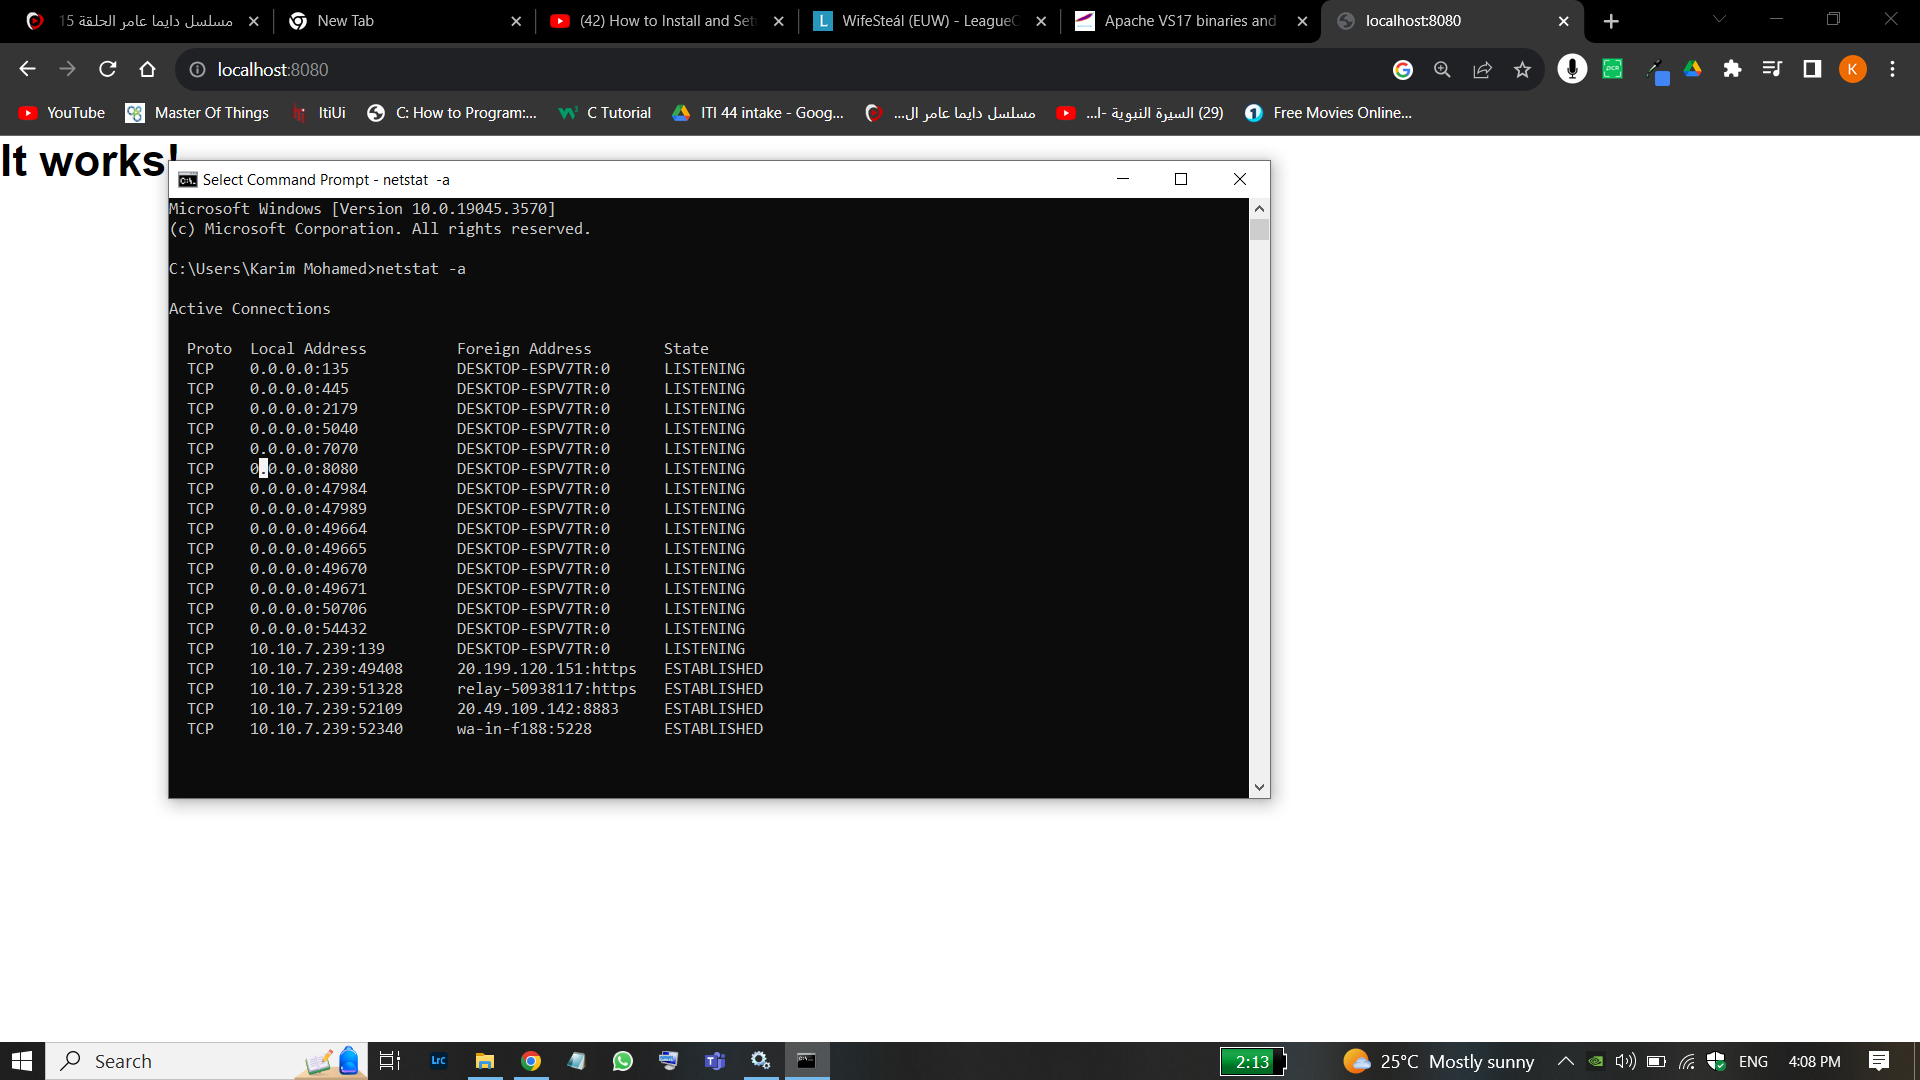 مسلسل دايما عامر الحلقة 15
New Tab
(42) How to Install and Set
WifeSteál (EUW) - LeagueC
Apache VS17 binaries and
localhost:8080
localhost:8080
K
YouTube
Master Of Things
ItiUi
C: How to Program:...
C Tutorial
ITI 44 intake - Goog...
مسلسل دايما عامر ال...
(29) السيرة النبوية -ا...
Free Movies Online...
It works!
Select Command Prompt - netstat -a
Microsoft Windows [Version 10.0.19045.3570]
(c) Microsoft Corporation. All rights reserved.
C:\Users\Karim Mohamed>netstat -a
Active Connections
Proto Local Address Foreign Address State
TCP 0.0.0.0:135 DESKTOP-ESPV7TR:0 LISTENING
TCP 0.0.0.0:445 DESKTOP-ESPV7TR:0 LISTENING
TCP 0.0.0.0:2179 DESKTOP-ESPV7TR:0 LISTENING
TCP 0.0.0.0:5040 DESKTOP-ESPV7TR:0 LISTENING
TCP 0.0.0.0:7070 DESKTOP-ESPV7TR:0 LISTENING
TCP 0.0.0.0:8080 DESKTOP-ESPV7TR:0 LISTENING
TCP 0.0.0.0:47984 DESKTOP-ESPV7TR:0 LISTENING
TCP 0.0.0.0:47989 DESKTOP-ESPV7TR:0 LISTENING
TCP 0.0.0.0:49664 DESKTOP-ESPV7TR:0 LISTENING
TCP 0.0.0.0:49665 DESKTOP-ESPV7TR:0 LISTENING
TCP 0.0.0.0:49670 DESKTOP-ESPV7TR:0 LISTENING
TCP 0.0.0.0:49671 DESKTOP-ESPV7TR:0 LISTENING
TCP 0.0.0.0:50706 DESKTOP-ESPV7TR:0 LISTENING
TCP 0.0.0.0:54432 DESKTOP-ESPV7TR:0 LISTENING
TCP 10.10.7.239:139 DESKTOP-ESPV7TR:0 LISTENING
TCP 10.10.7.239:49408 20.199.120.151:https ESTABLISHED
TCP 10.10.7.239:51328 relay-50938117:https ESTABLISHED
TCP 10.10.7.239:52109 20.49.109.142:8883 ESTABLISHED
TCP 10.10.7.239:52340 wa-in-f188:5228 ESTABLISHED
Search
Lrc
2:13
25°C Mostly sunny
ENG
4:08 PM